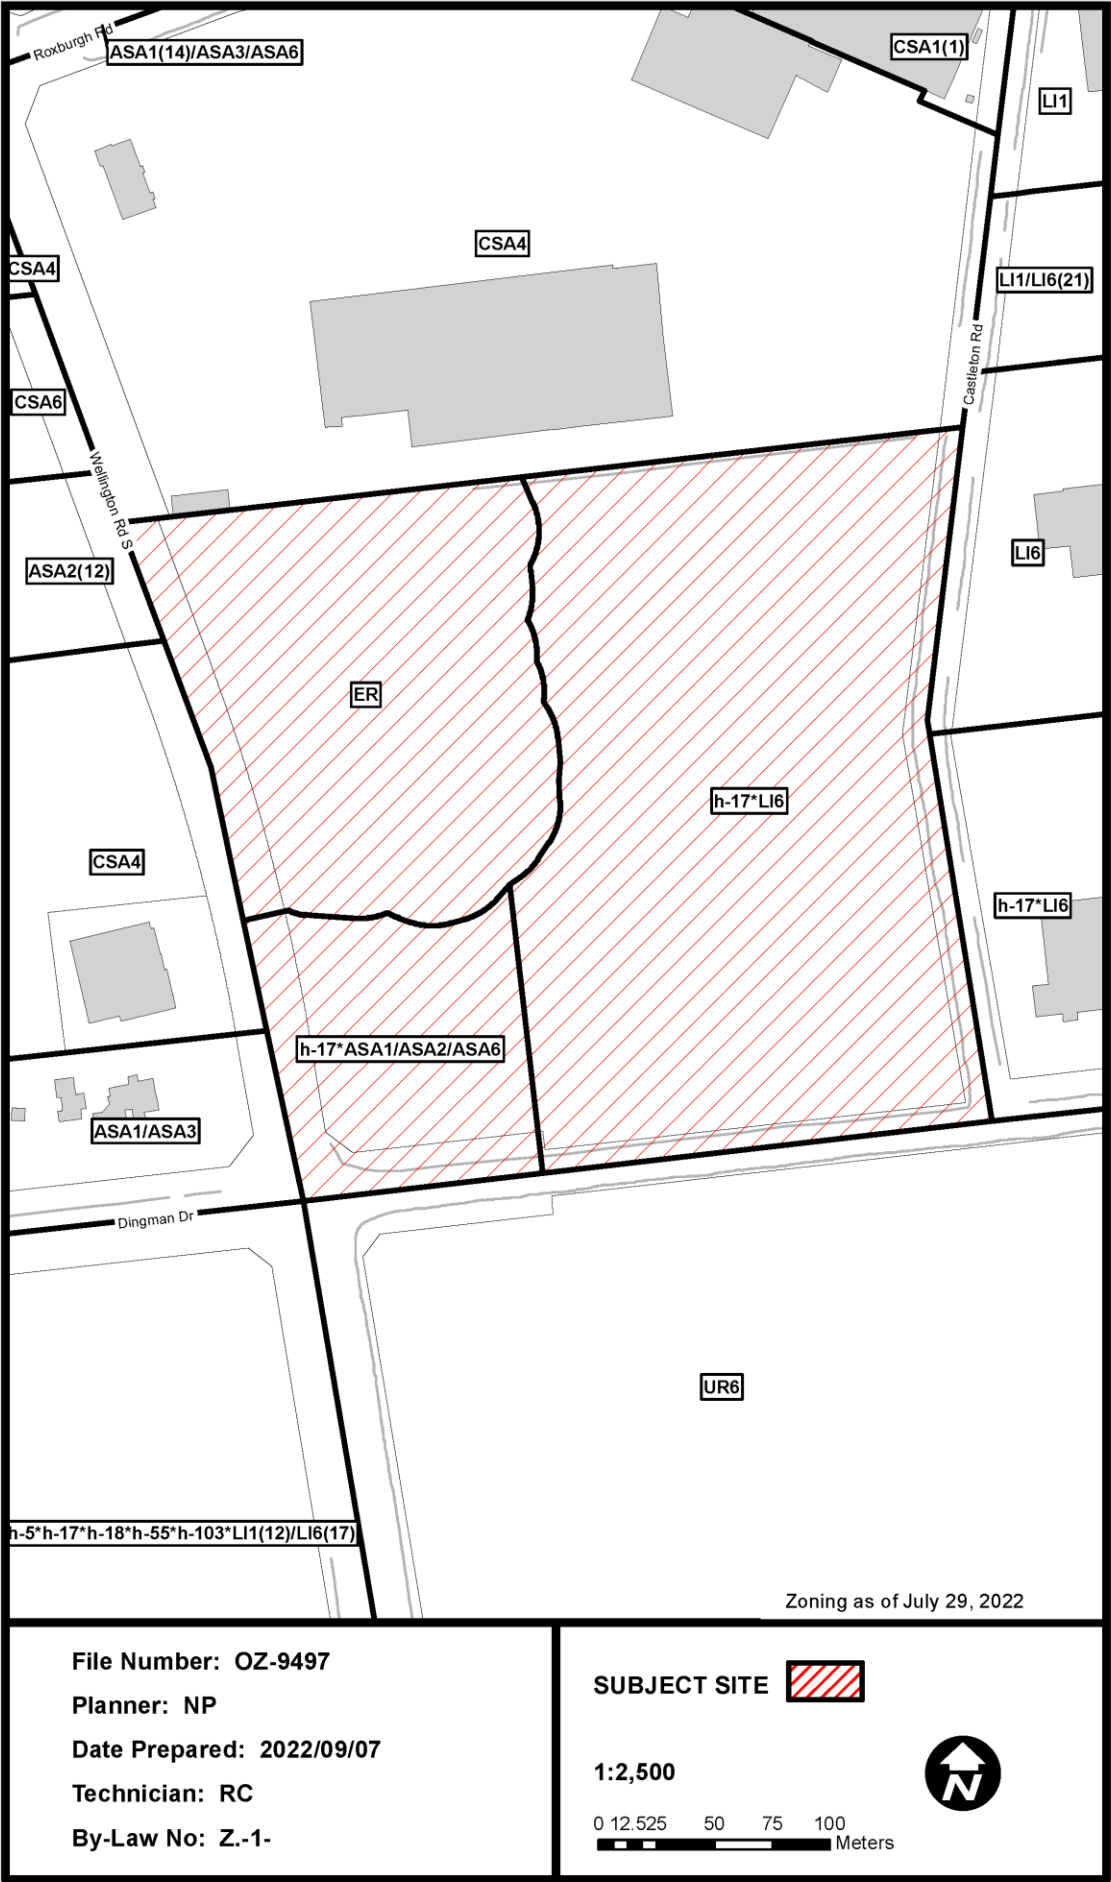 Roxburgh Rd
ASA1(14)/ASA3/ASA6
CSA1(1)
LI1
CSA4
CSA4
LI1/LI6(21)
Castleton Rd
CSA6
Wellington Rd S
ASA2(12)
LI6
ER
h-17*LI6
CSA4
h-17*LI6
h-17*ASA1/ASA2/ASA6
ASA1/ASA3
Dingman Dr
UR6
h-5*h-17*h-18*h-55*h-103*LI1(12)/LI6(17)
Zoning as of July 29, 2022
File Number: OZ-9497
Planner: NP
Date Prepared: 2022/09/07
Technician: RC
By-Law No: Z.-1-
SUBJECT SITE
1:2,500
N
0 12.525 50 75 100
Meters